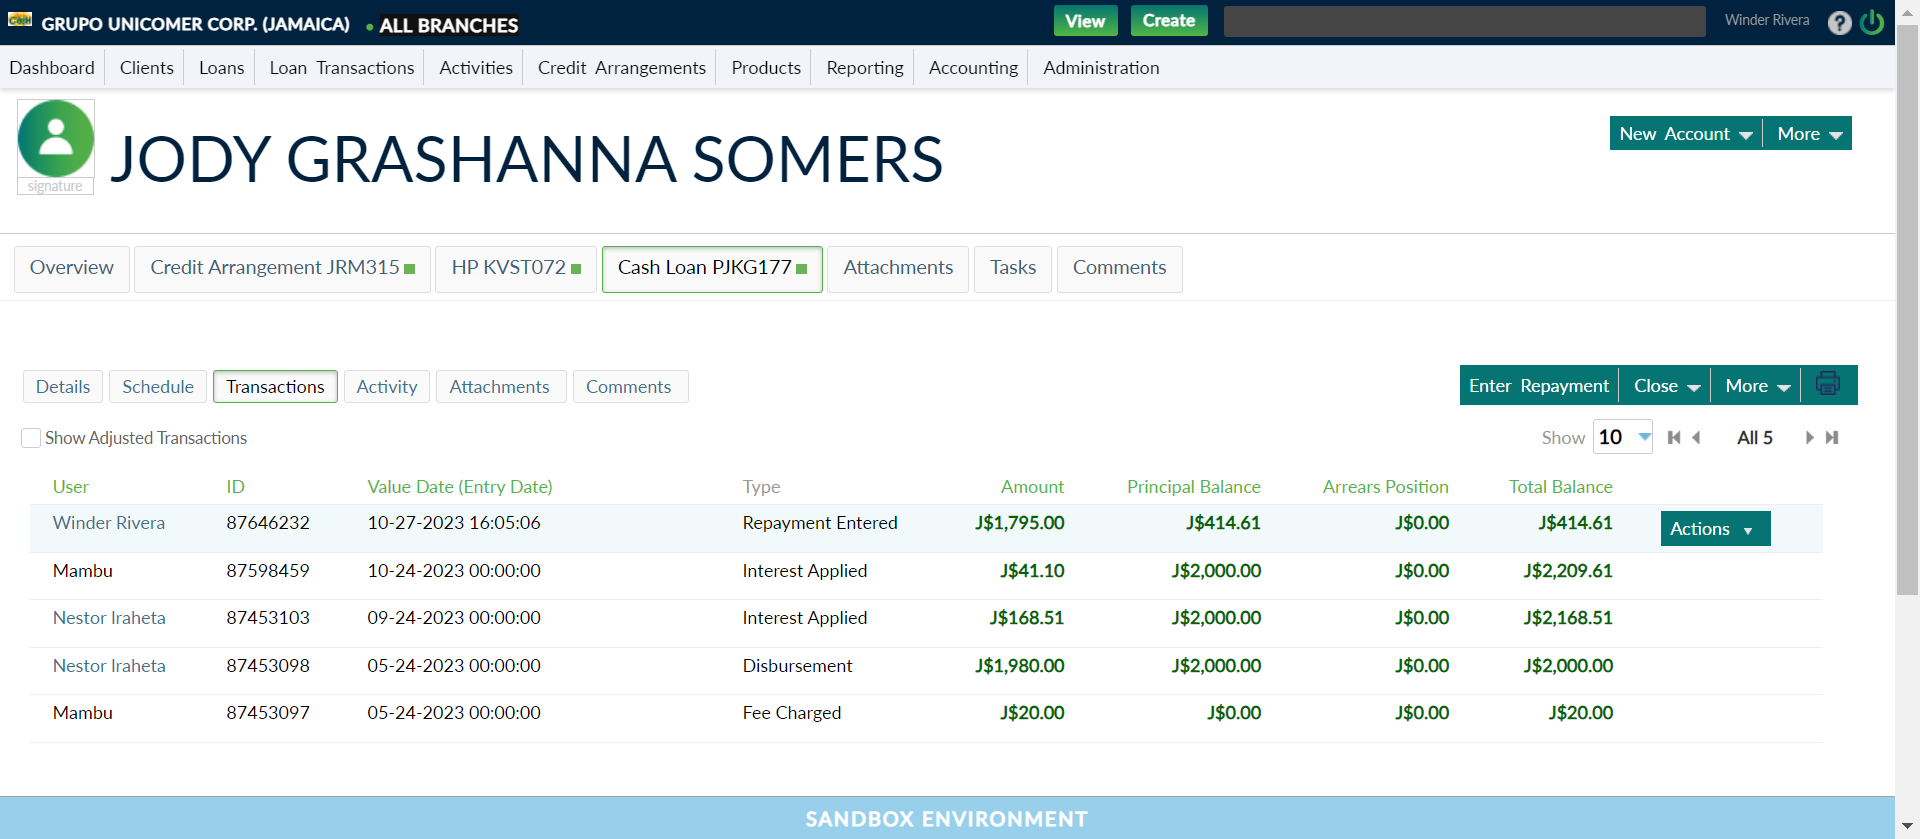 Cash GRUPO UNICOMER CORP. (JAMAICA) ALL BRANCHES View Create Winder Rivera ?
Dashboard Clients Loans Loan Transactions Activities Credit Arrangements Products Reporting Accounting Administration
signature
JODY GRASHANNA SOMERS
New Account More
Overview Credit Arrangement JRM315 HP KVST072 Cash Loan PJKG177 Attachments Tasks Comments
Details Schedule Transactions Activity Attachments Comments
Enter Repayment Close More
Show Adjusted Transactions Show 10 All 5
User ID Value Date (Entry Date) Type Amount Principal Balance Arrears Position Total Balance
Winder Rivera 87646232 10-27-2023 16:05:06 Repayment Entered J$1,795.00 J$414.61 J$0.00 J$414.61 Actions
Mambu 87598459 10-24-2023 00:00:00 Interest Applied J$41.10 J$2,000.00 J$0.00 J$2,209.61
Nestor Iraheta 87453103 09-24-2023 00:00:00 Interest Applied J$168.51 J$2,000.00 J$0.00 J$2,168.51
Nestor Iraheta 87453098 05-24-2023 00:00:00 Disbursement J$1,980.00 J$2,000.00 J$0.00 J$2,000.00
Mambu 87453097 05-24-2023 00:00:00 Fee Charged J$20.00 J$0.00 J$0.00 J$20.00
SANDBOX ENVIRONMENT